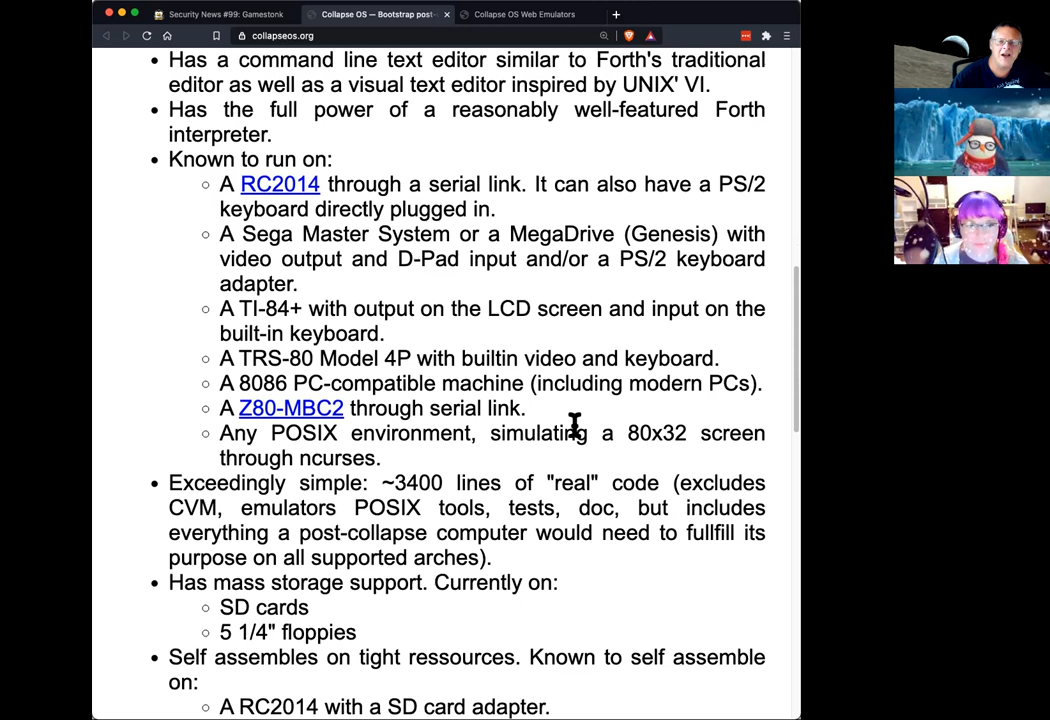 Security News #99: Gamestonk
Collapse OS — Bootstrap post-
Collapse OS Web Emulators
collapseos.org
• Has a command line text editor similar to Forth's traditional
editor as well as a visual text editor inspired by UNIX' VI.
• Has the full power of a reasonably well-featured Forth
interpreter.
• Known to run on:
◦ A RC2014 through a serial link. It can also have a PS/2
keyboard directly plugged in.
◦ A Sega Master System or a MegaDrive (Genesis) with
video output and D-Pad input and/or a PS/2 keyboard
adapter.
◦ A TI-84+ with output on the LCD screen and input on the
built-in keyboard.
◦ A TRS-80 Model 4P with builtin video and keyboard.
◦ A 8086 PC-compatible machine (including modern PCs).
◦ A Z80-MBC2 through serial link.
◦ Any POSIX environment, simulating a 80x32 screen
through ncurses.
• Exceedingly simple: ~3400 lines of "real" code (excludes
CVM, emulators POSIX tools, tests, doc, but includes
everything a post-collapse computer would need to fullfill its
purpose on all supported arches).
• Has mass storage support. Currently on:
◦ SD cards
◦ 5 1/4" floppies
• Self assembles on tight ressources. Known to self assemble
on:
◦ A RC2014 with a SD card adapter.